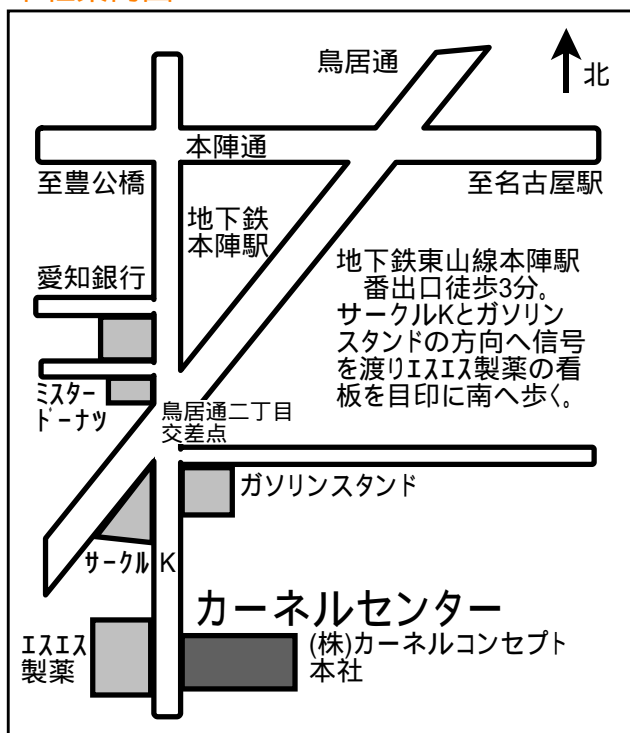 鳥居通
北
本陣通
至豊公橋
至名古屋駅
地下鉄
本陣駅
愛知銀行
地下鉄東山線本陣駅
番出口徒歩3分。
サークルKとガソリン
スタンドの方向へ信号
を渡りエスエス製薬の看
板を目印に南へ歩く。
ミスター
ドーナツ
鳥居通二丁目
交差点
ガソリンスタンド
サークル K
カーネルセンター
エスエス
製薬
(株)カーネルコンセプト
本社